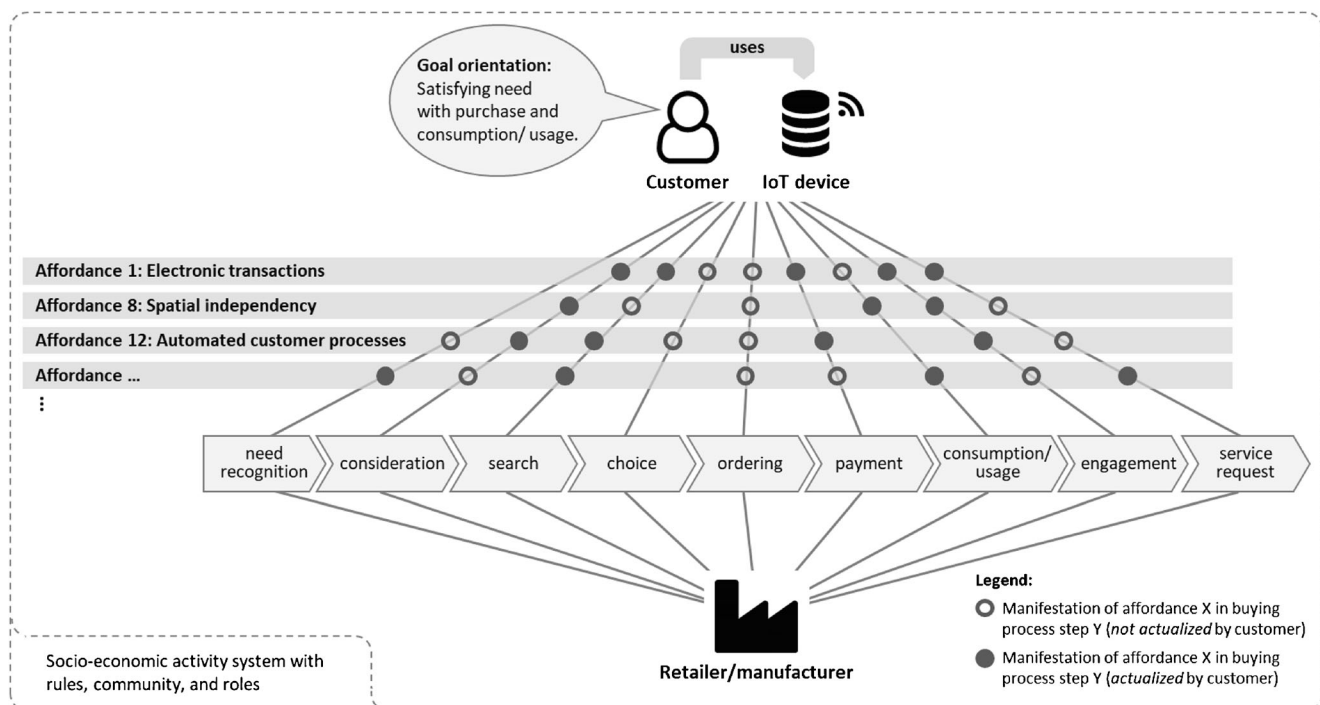 uses
Goal orientation:
Satisfying need
with purchase and
consumption/ usage.
Customer
IoT device
Affordance 1: Electronic transactions
Affordance 8: Spatial independency
Affordance 12: Automated customer processes
Affordance ...
⋮
need
recognition
consideration
search
choice
ordering
payment
consumption/
usage
engagement
service
request
Retailer/manufacturer
Legend:
Manifestation of affordance X in buying
process step Y (not actualized by customer)
Manifestation of affordance X in buying
process step Y (actualized by customer)
Socio-economic activity system with
rules, community, and roles